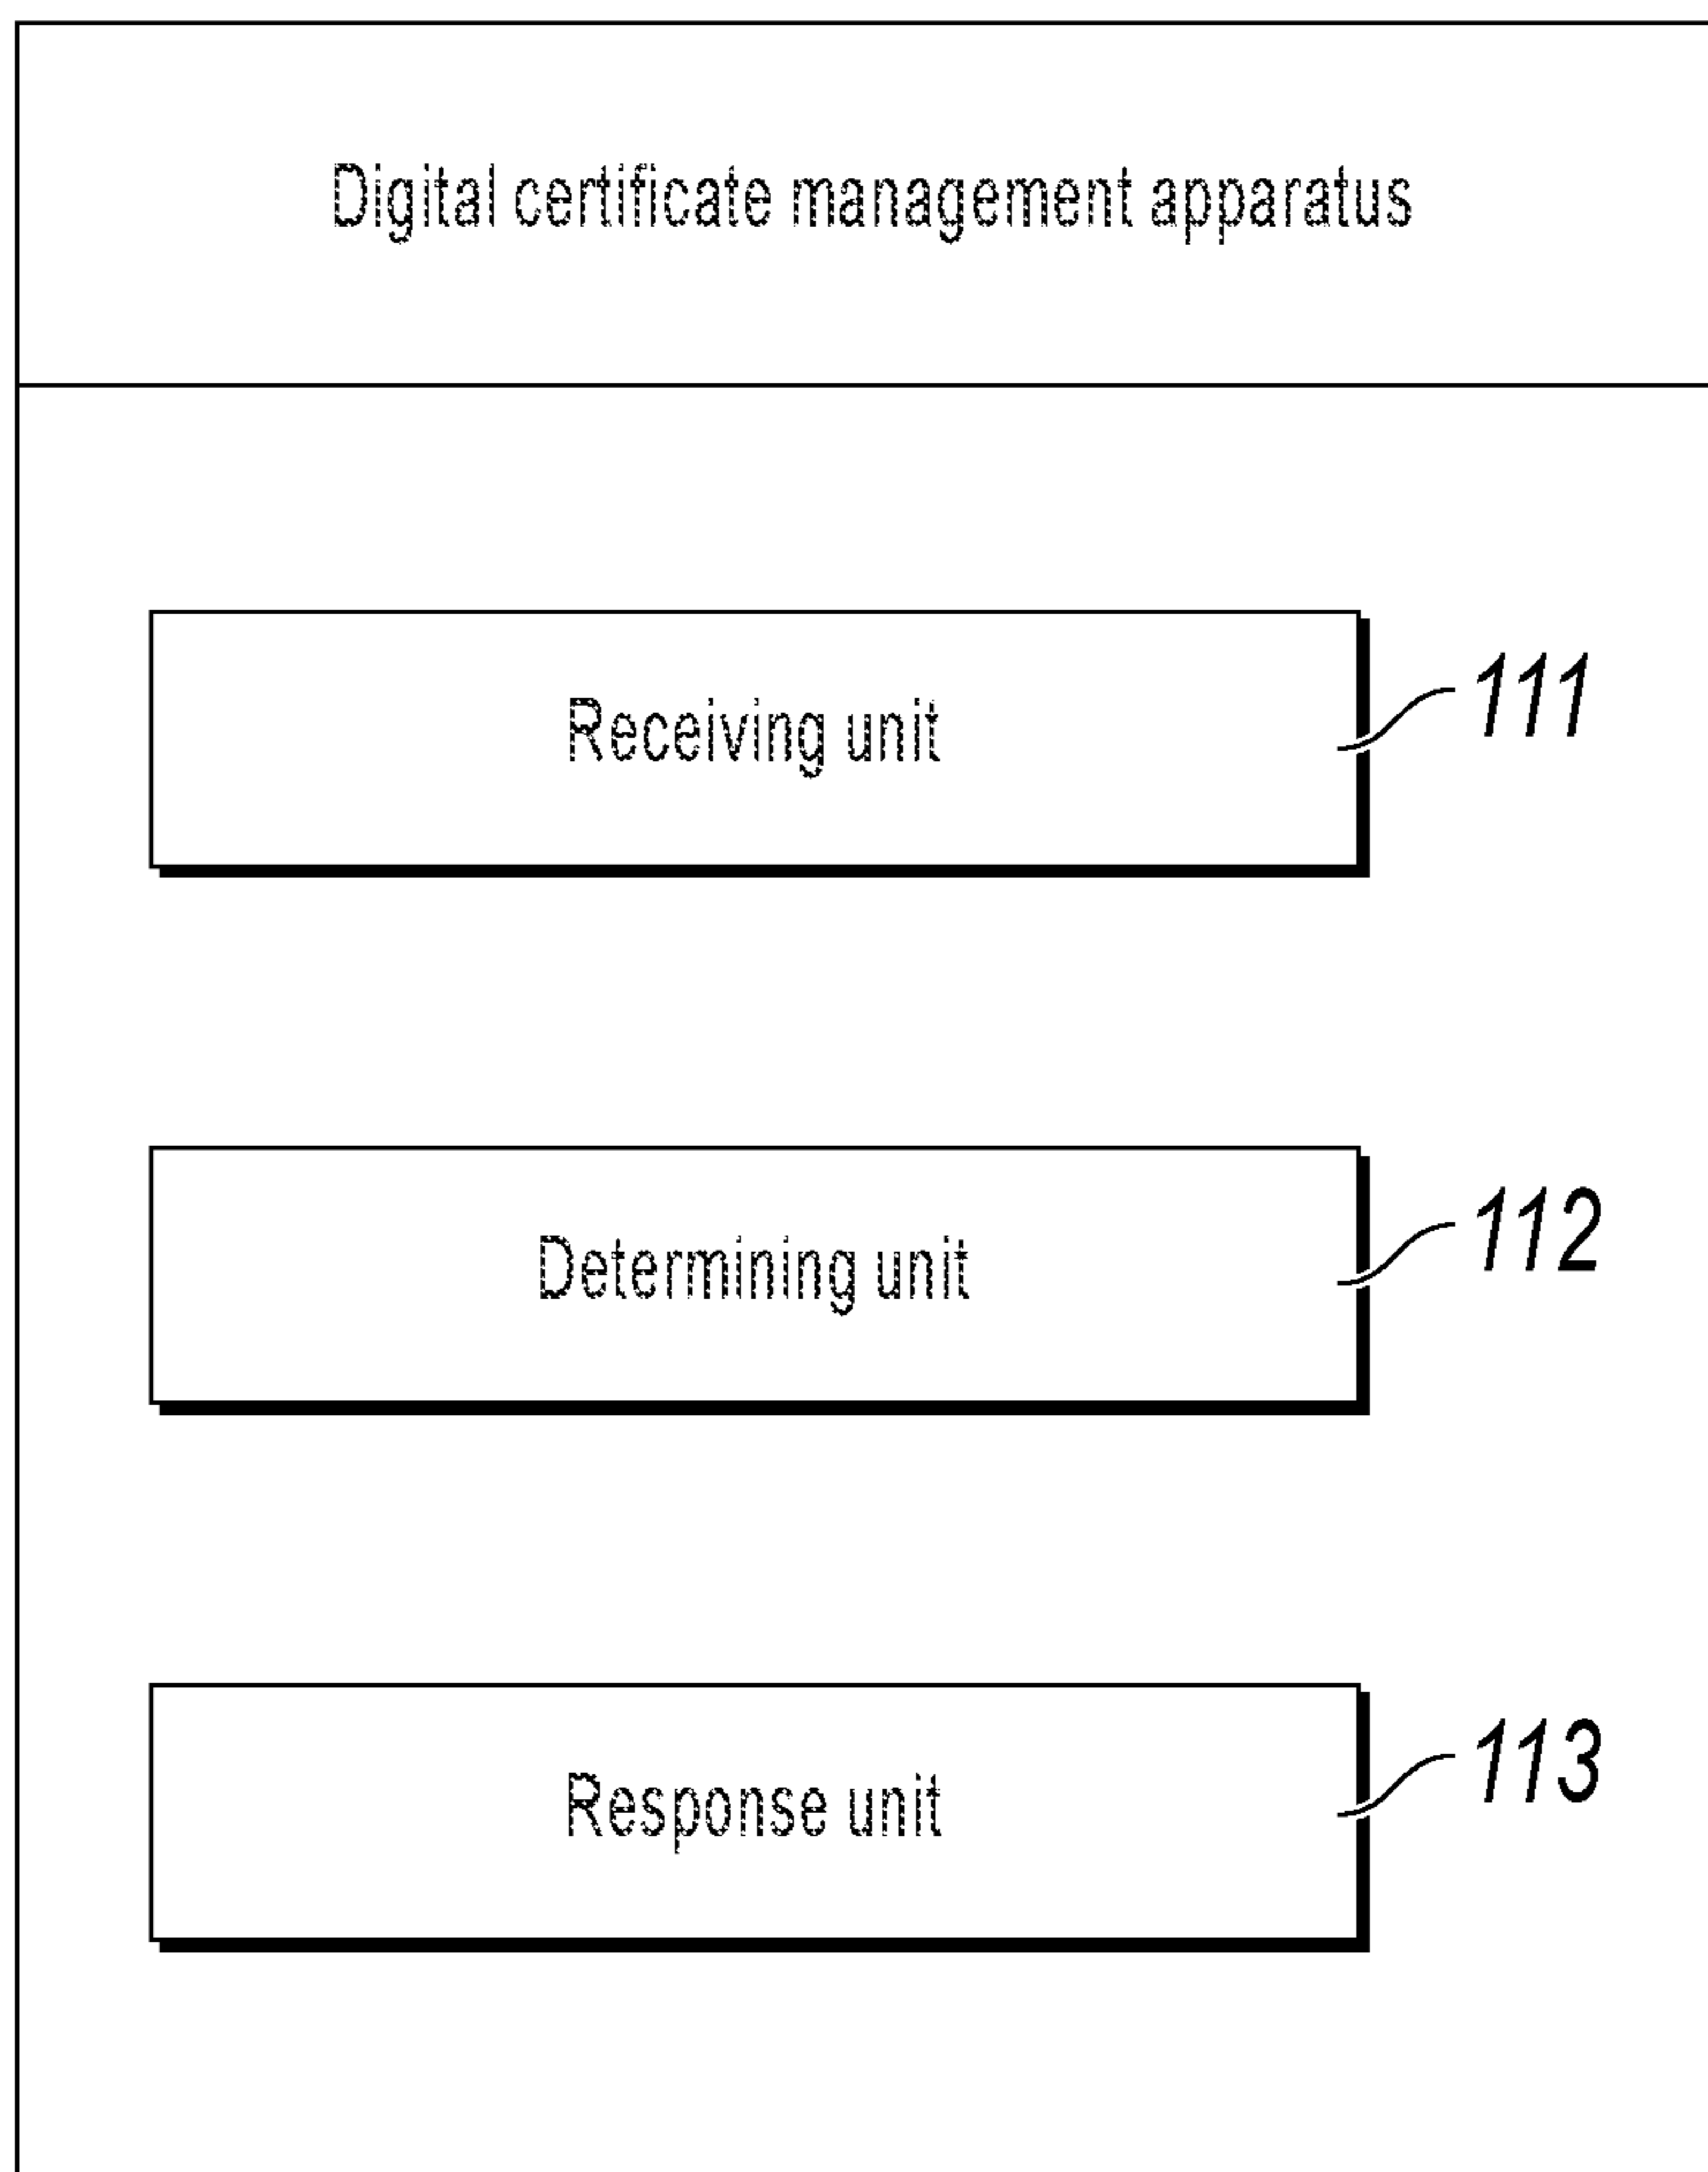 Digital certificate management apparatus
Receiving unit
111
Determining unit
112
Response unit
113